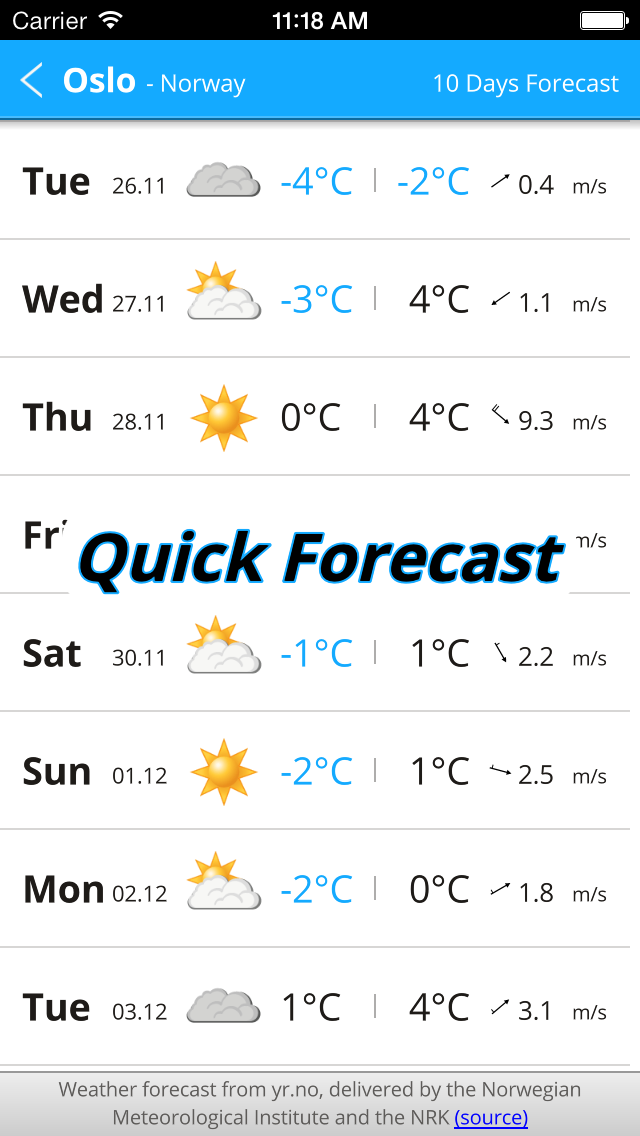 Carrier 11:18 AM
Oslo - Norway 10 Days Forecast
Tue 26.11 -4°C | -2°C 0.4 m/s
Wed 27.11 -3°C | 4°C 1.1 m/s
Thu 28.11 0°C | 4°C 9.3 m/s
Fri m/s
Quick Forecast
Sat 30.11 -1°C | 1°C 2.2 m/s
Sun 01.12 -2°C | 1°C 2.5 m/s
Mon 02.12 -2°C | 0°C 1.8 m/s
Tue 03.12 1°C | 4°C 3.1 m/s
Weather forecast from yr.no, delivered by the Norwegian
Meteorological Institute and the NRK (source)